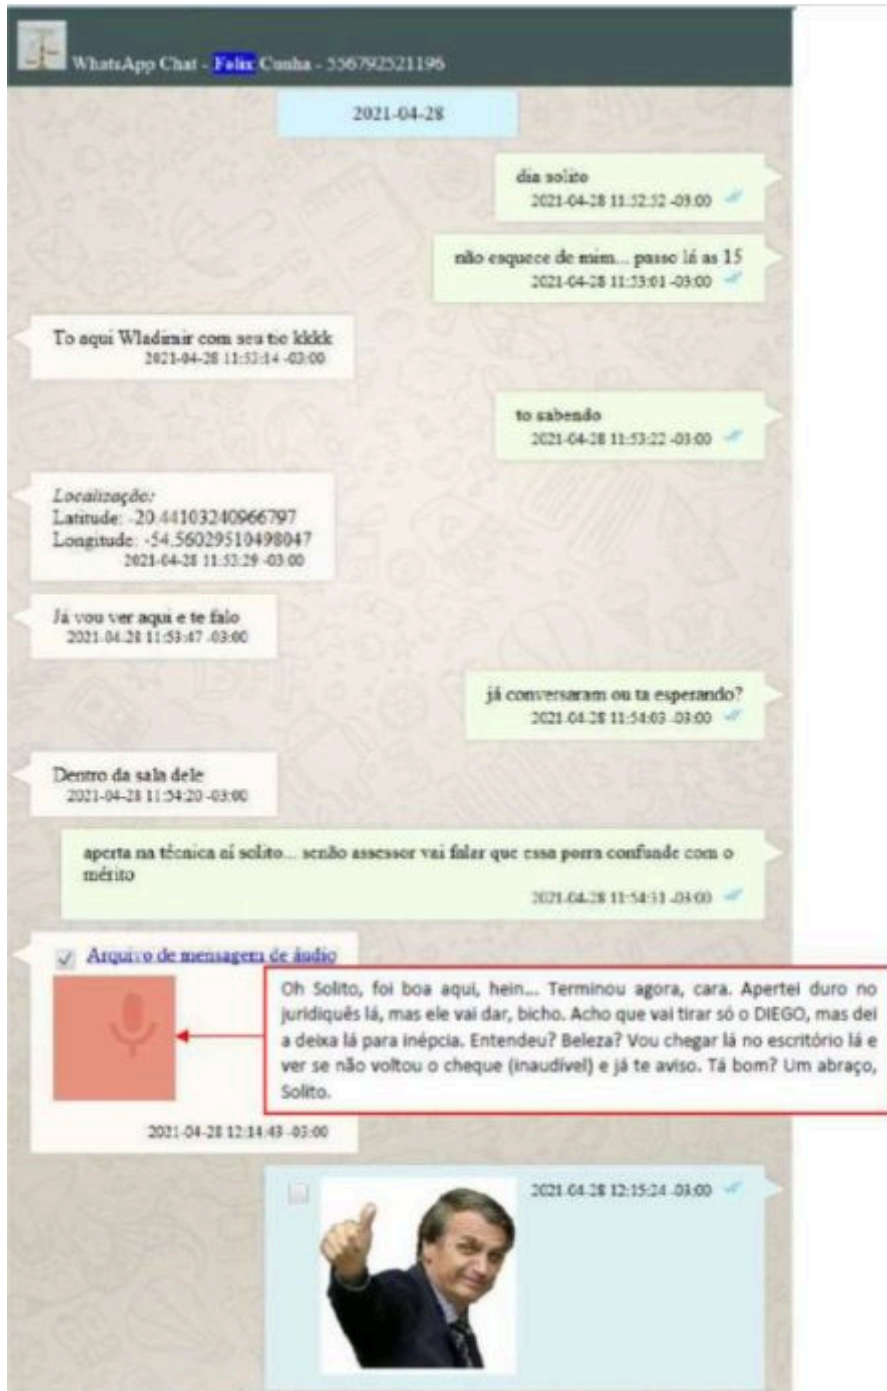 WhatsApp Chat - Felix Cunha - 556792521196
2021-04-28
dia solito
2021-04-28 11:52:52 -03:00
não esquece de mim... passo lá as 15
2021-04-28 11:53:01 -03:00
To aqui Wladimir com seu tio kkkk
2021-04-28 11:53:14 -03:00
to sabendo
2021-04-28 11:53:22 -03:00
Localização:
Latitude: -20.44103240966797
Longitude: -54.56029510498047
2021-04-28 11:53:29 -03:00
Já vou ver aqui e te falo
2021-04-28 11:53:47 -03:00
já conversaram ou ta esperando?
2021-04-28 11:54:03 -03:00
Dentro da sala dele
2021-04-28 11:54:20 -03:00
aperta na técnica aí solito... senão assessor vai falar que essa porra confunde com o
mérito
2021-04-28 11:54:31 -03:00
Arquivo de mensagem de áudio
Oh Solito, foi boa aqui, hein... Terminou agora, cara. Apertei duro no
juridiquês lá, mas ele vai dar, bicho. Acho que vai tirar só o DIEGO, mas dei
a deixa lá para inépcia. Entendeu? Beleza? Vou chegar lá no escritório lá e
ver se não voltou o cheque (inaudível) e já te aviso. Tá bom? Um abraço,
Solito.
2021-04-28 12:14:43 -03:00
2021-04-28 12:15:24 -03:00